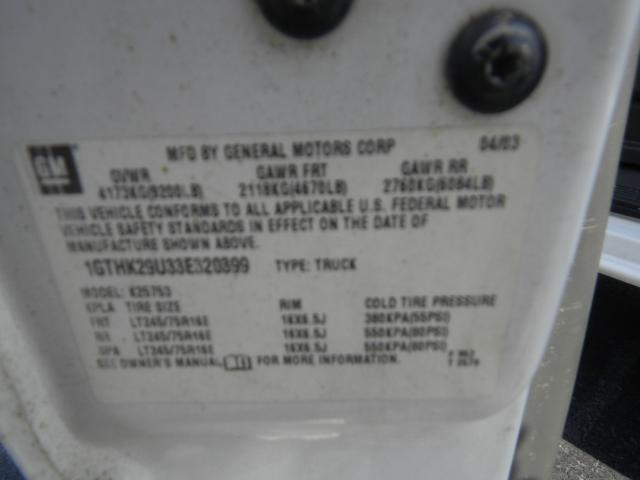 GM
MFD BY GENERAL MOTORS CORP 04/03
GVWR GAWR FRT GAWR RR
4173KG(9200LB) 2118KG(4670LB) 2760KG(6084LB)
THIS VEHICLE CONFORMS TO ALL APPLICABLE U.S. FEDERAL MOTOR
VEHICLE SAFETY STANDARDS IN EFFECT ON THE DATE OF
MANUFACTURE SHOWN ABOVE.
1GTHK29U33E320399 TYPE: TRUCK
MODEL: K25753
KPLA TIRE SIZE RIM COLD TIRE PRESSURE
FRT LT245/75R16E 16X6.5J 380KPA(55PSI)
RR LT245/75R16E 16X6.5J 550KPA(80PSI)
SPA LT245/75R16E 16X6.5J 550KPA(80PSI)
SEE OWNER'S MANUAL FOR MORE INFORMATION.